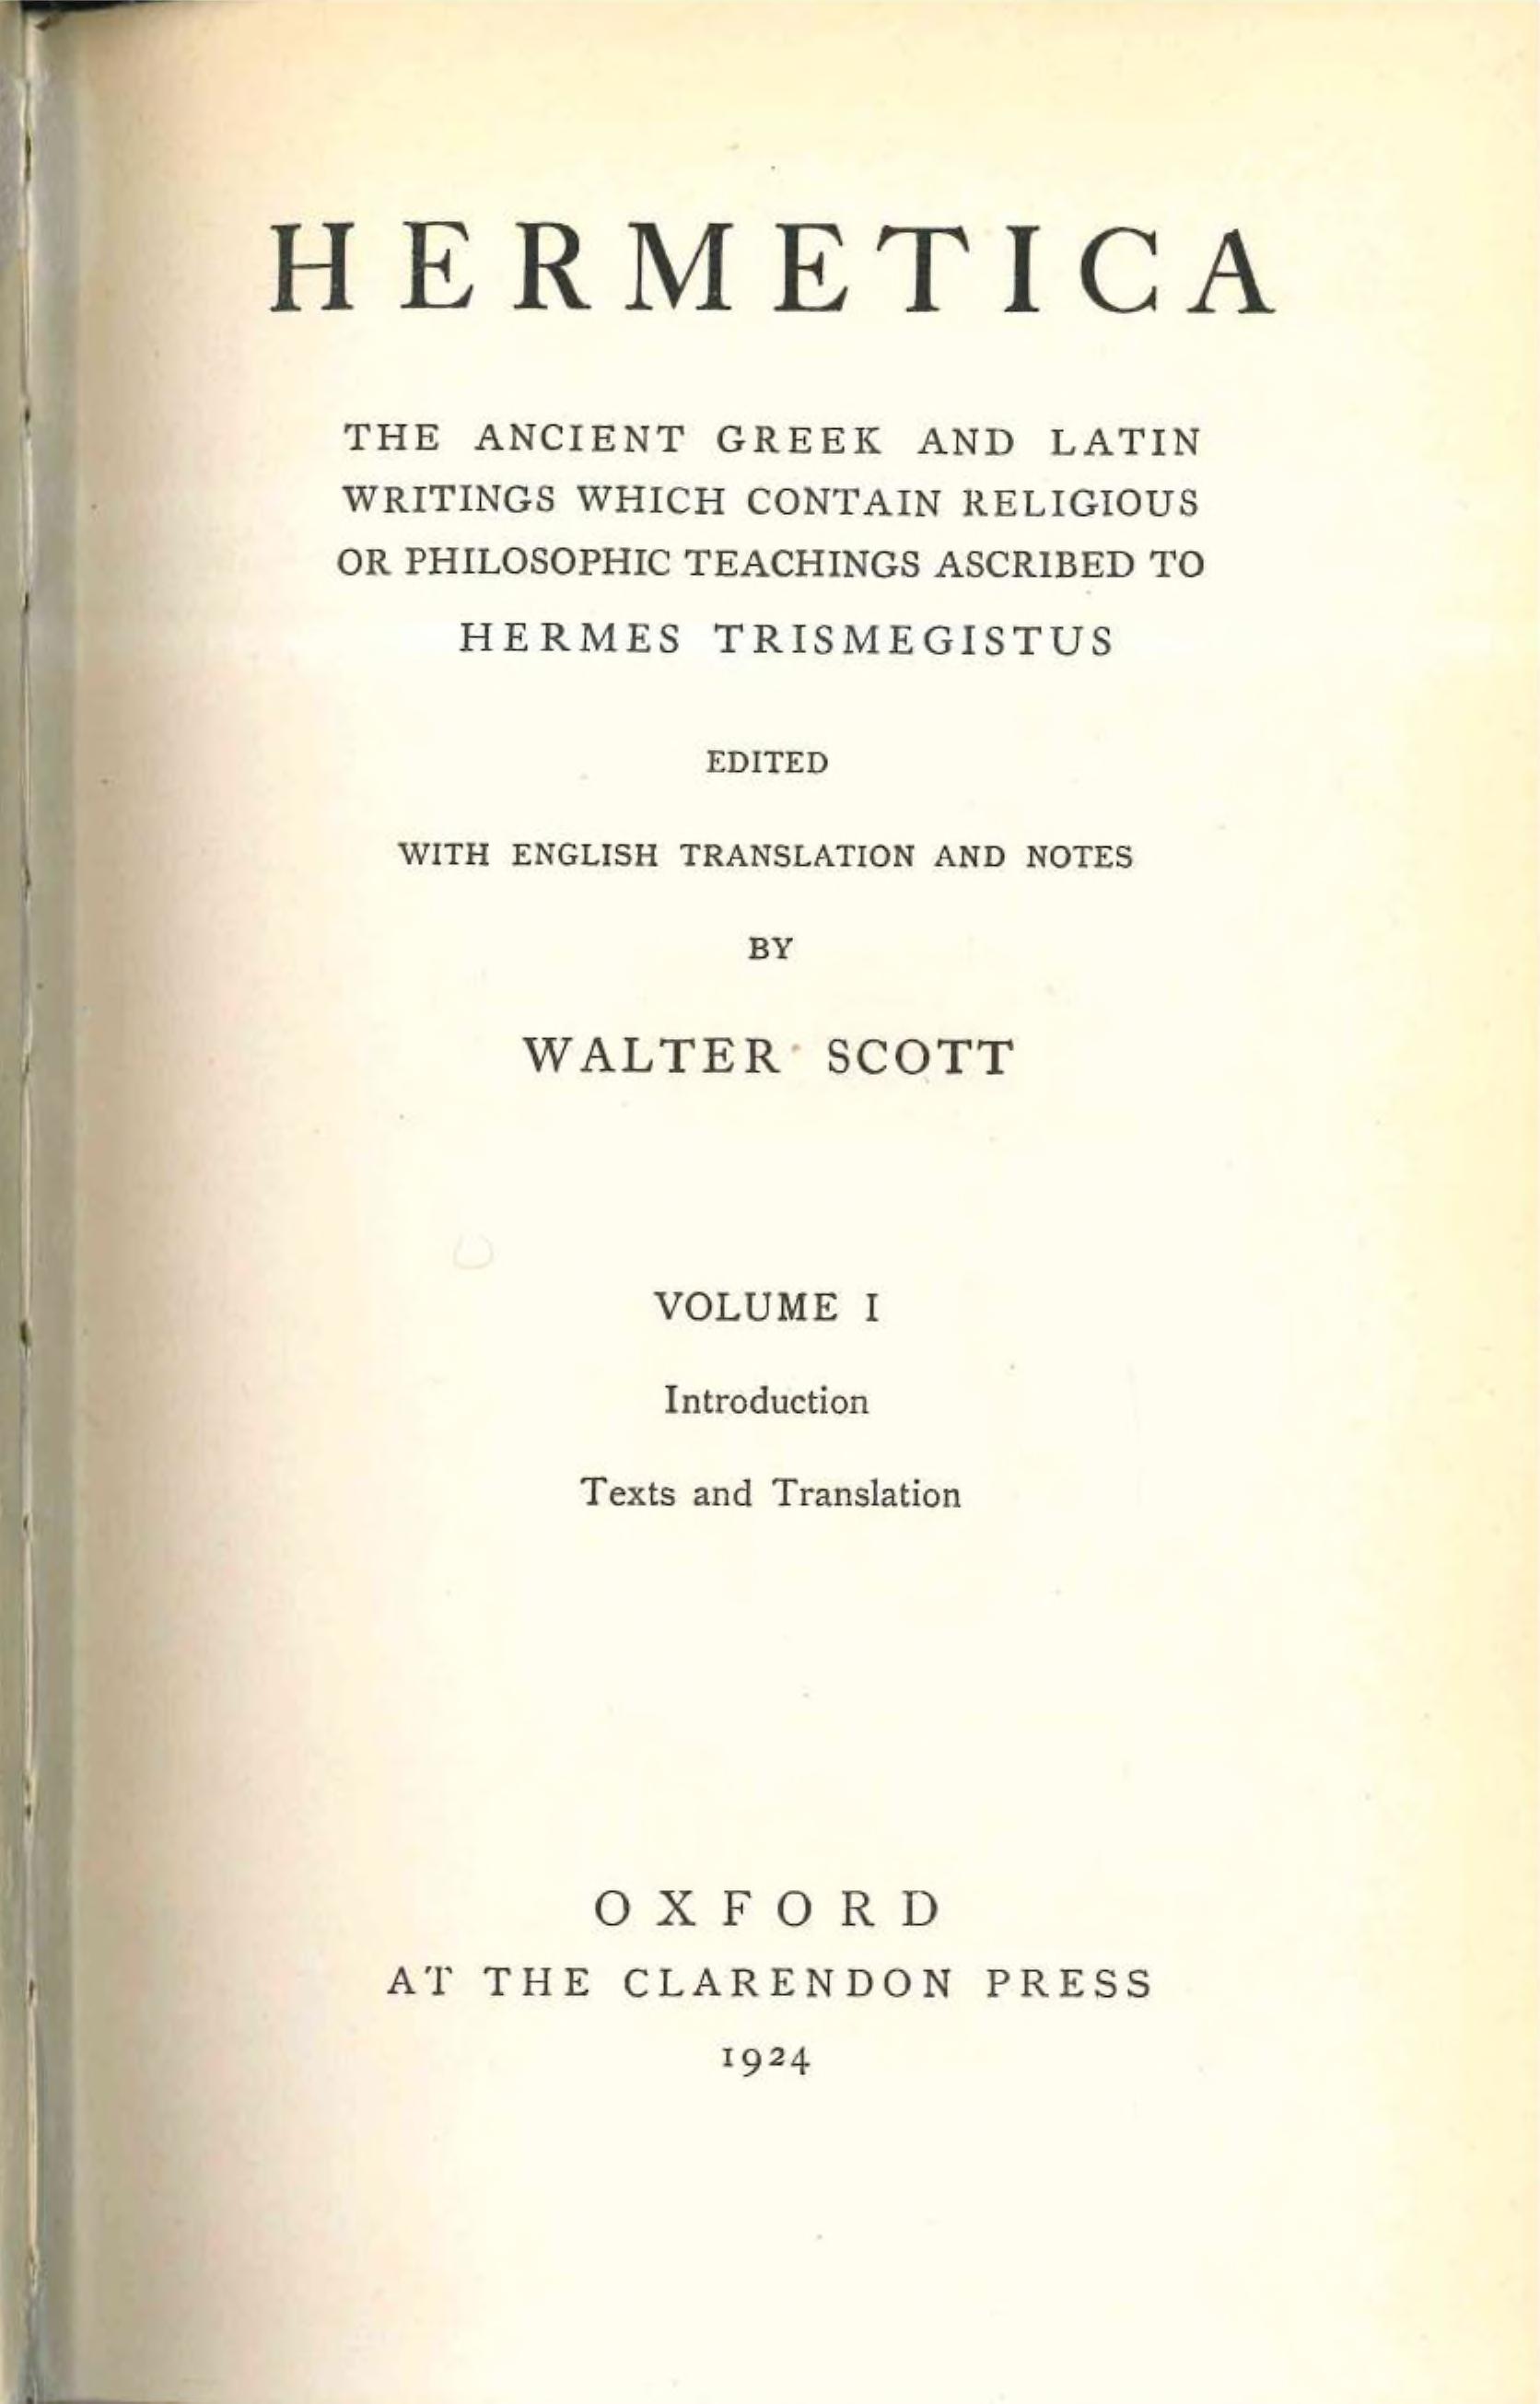 HERMETICA
THE ANCIENT GREEK AND LATIN
WRITINGS WHICH CONTAIN RELIGIOUS
OR PHILOSOPHIC TEACHINGS ASCRIBED TO
HERMES TRISMEGISTUS
EDITED
WITH ENGLISH TRANSLATION AND NOTES
BY
WALTER SCOTT
VOLUME I
Introduction
Texts and Translation
OXFORD
AT THE CLARENDON PRESS
1924